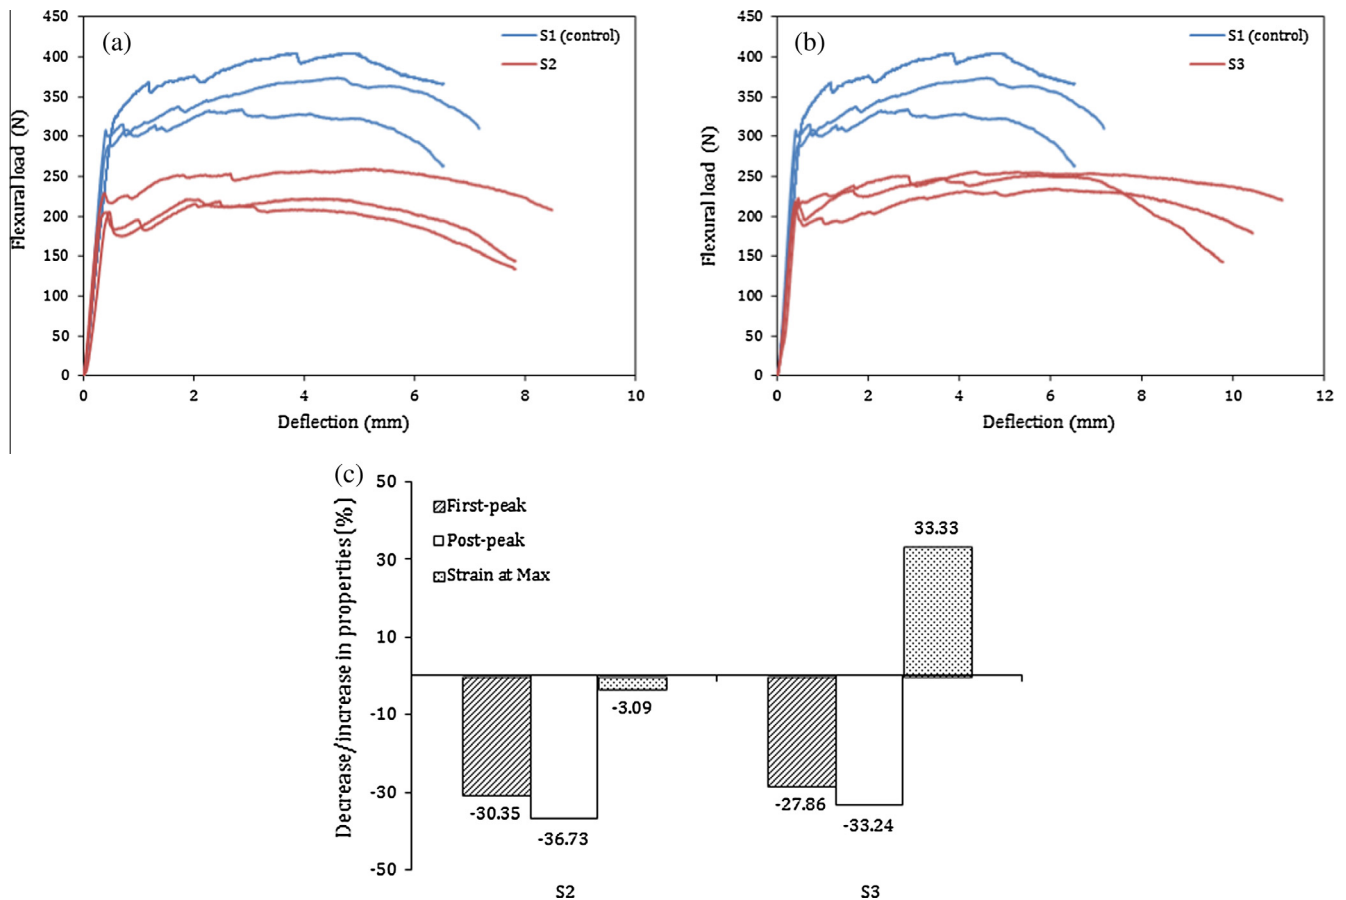 (a)
S1 (control)
S2
Flexural load (N)
450
400
350
300
250
200
150
100
50
0
0 2 4 6 8 10
Deflection (mm)
(b)
S1 (control)
S3
Flexural load (N)
450
400
350
300
250
200
150
100
50
0
0 2 4 6 8 10 12
Deflection (mm)
(c)
Decrease/increase in properties (%)
50
30
10
-10
-30
-50
First-peak
Post-peak
Strain at Max
-30.35
-36.73
-3.09
-27.86
-33.24
33.33
S2 S3